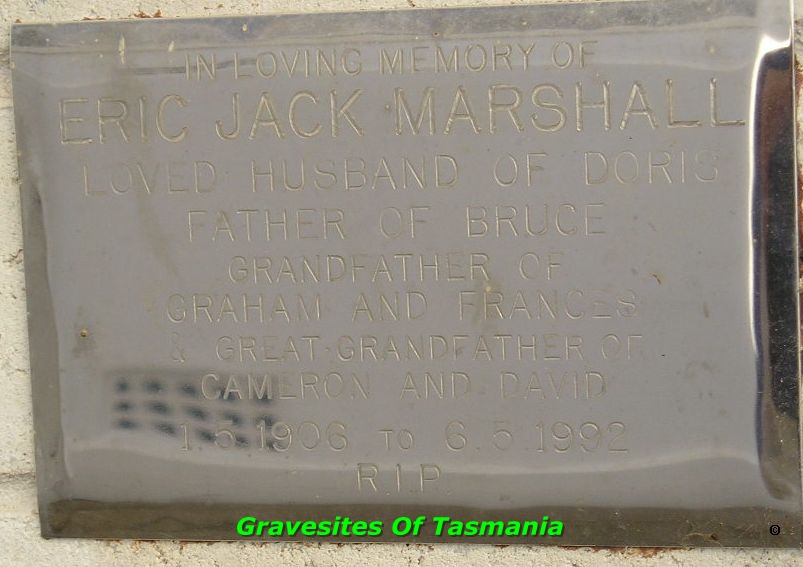 IN LOVING MEMORY OF
ERIC JACK MARSHALL
LOVED HUSBAND OF DORIS
FATHER OF BRUCE
GRANDFATHER OF
GRAHAM AND FRANCES
& GREAT-GRANDFATHER OF
CAMERON AND DAVID
1.5.1906 TO 6.5.1992
R.I.P.
Gravesites Of Tasmania
©